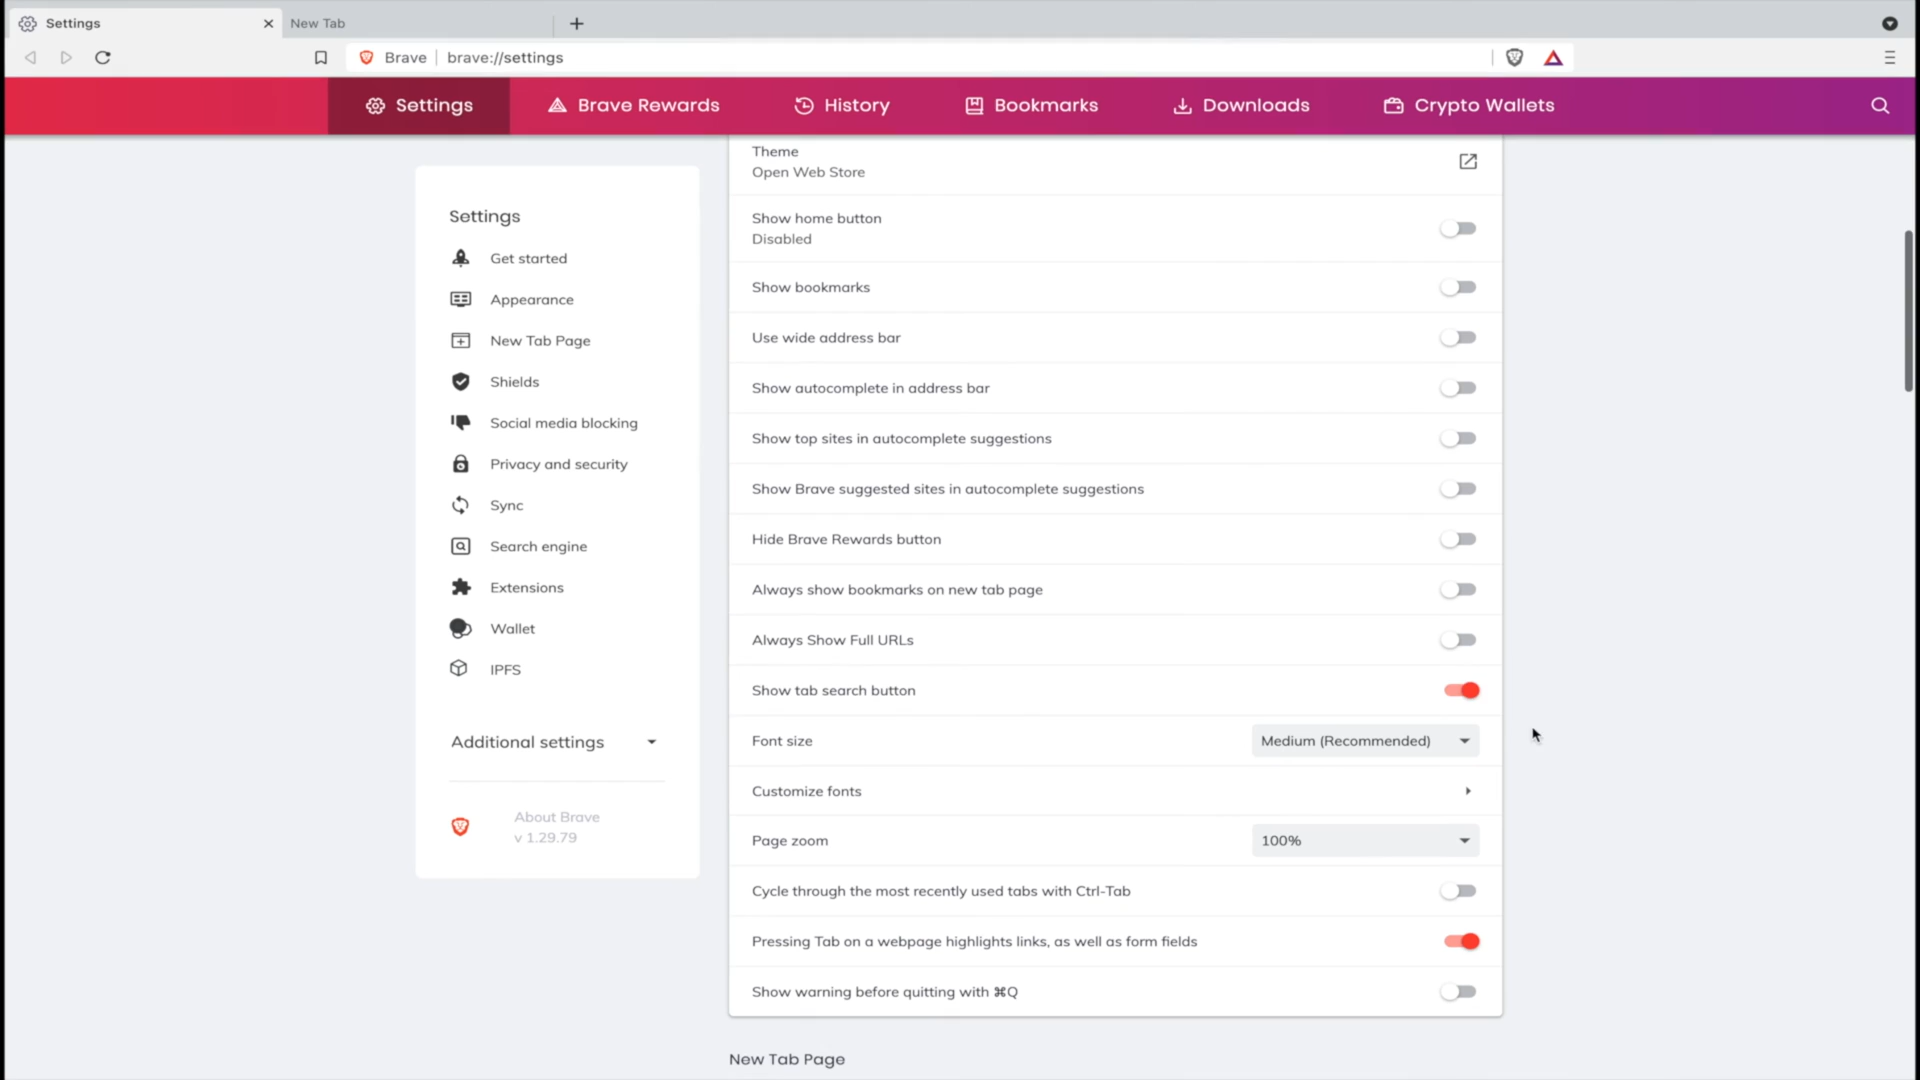 Settings
New Tab
Brave
brave://settings
Settings
Brave Rewards
History
Bookmarks
Downloads
Crypto Wallets
Settings
Get started
Appearance
New Tab Page
Shields
Social media blocking
Privacy and security
Sync
Search engine
Extensions
Wallet
IPFS
Additional settings
About Brave
v 1.29.79
Theme
Open Web Store
Show home button
Disabled
Show bookmarks
Use wide address bar
Show autocomplete in address bar
Show top sites in autocomplete suggestions
Show Brave suggested sites in autocomplete suggestions
Hide Brave Rewards button
Always show bookmarks on new tab page
Always Show Full URLs
Show tab search button
Font size
Medium (Recommended)
Customize fonts
Page zoom
100%
Cycle through the most recently used tabs with Ctrl-Tab
Pressing Tab on a webpage highlights links, as well as form fields
Show warning before quitting with ⌘Q
New Tab Page